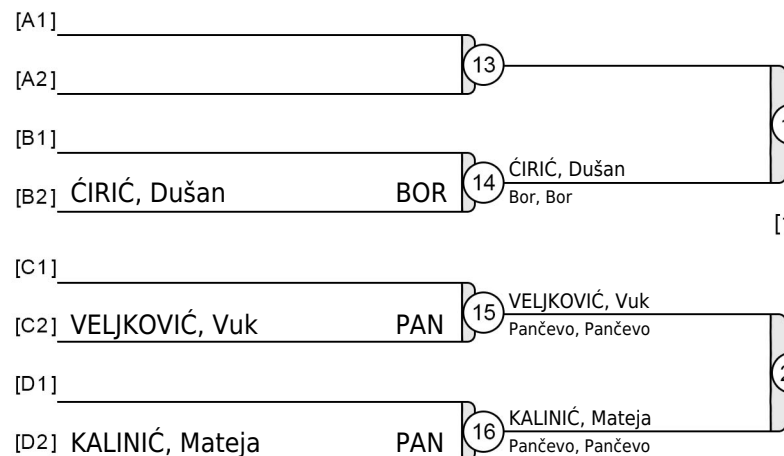 [A1]
13
[A2]
[B1]
ĆIRIĆ, Dušan
[B2] ĆIRIĆ, Dušan BOR 14
Bor, Bor
[C1]
VELJKOVIĆ, Vuk
[C2] VELJKOVIĆ, Vuk PAN 15
Pančevo, Pančevo
[D1]
KALINIĆ, Mateja
[D2] KALINIĆ, Mateja PAN 16
Pančevo, Pančevo